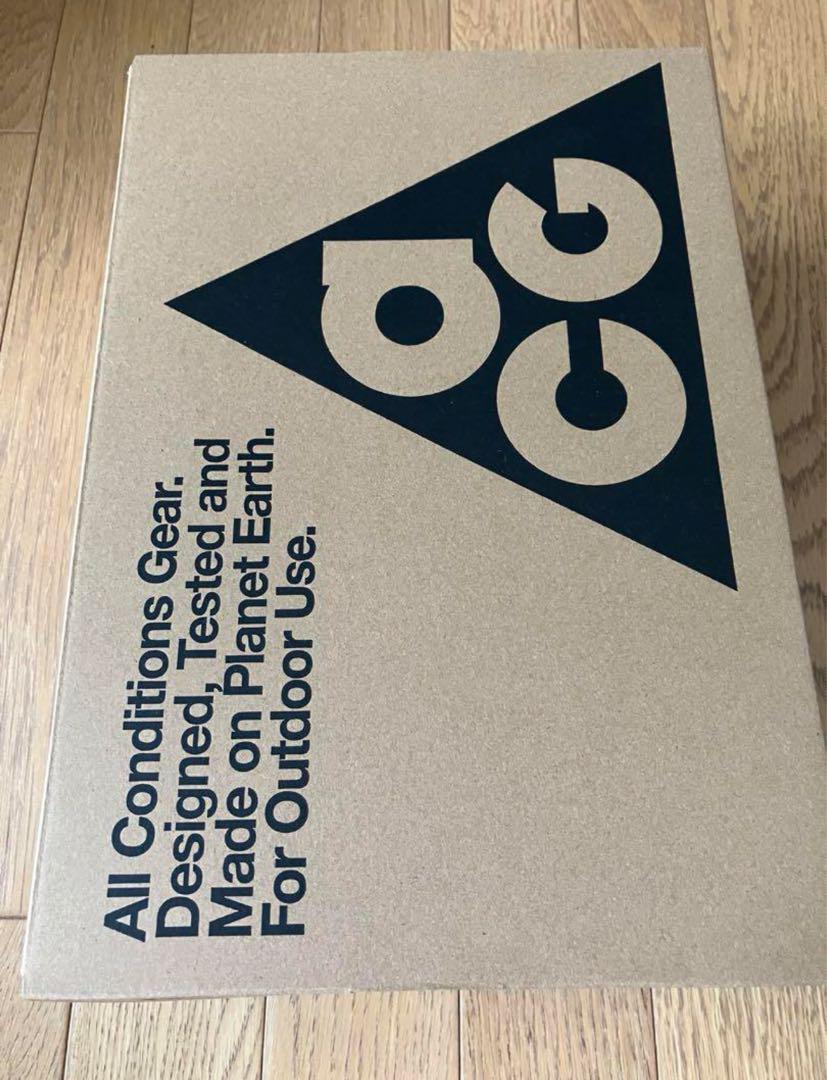 All Conditions Gear.
Designed, Tested and
Made on Planet Earth.
For Outdoor Use.
aCG